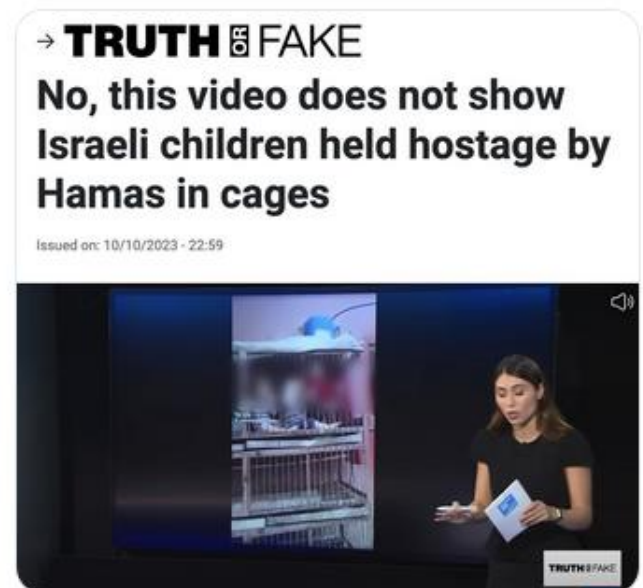 → TRUTH OR FAKE
No, this video does not show
Israeli children held hostage by
Hamas in cages
Issued on: 10/10/2023 - 22:59
TRUTH OR FAKE